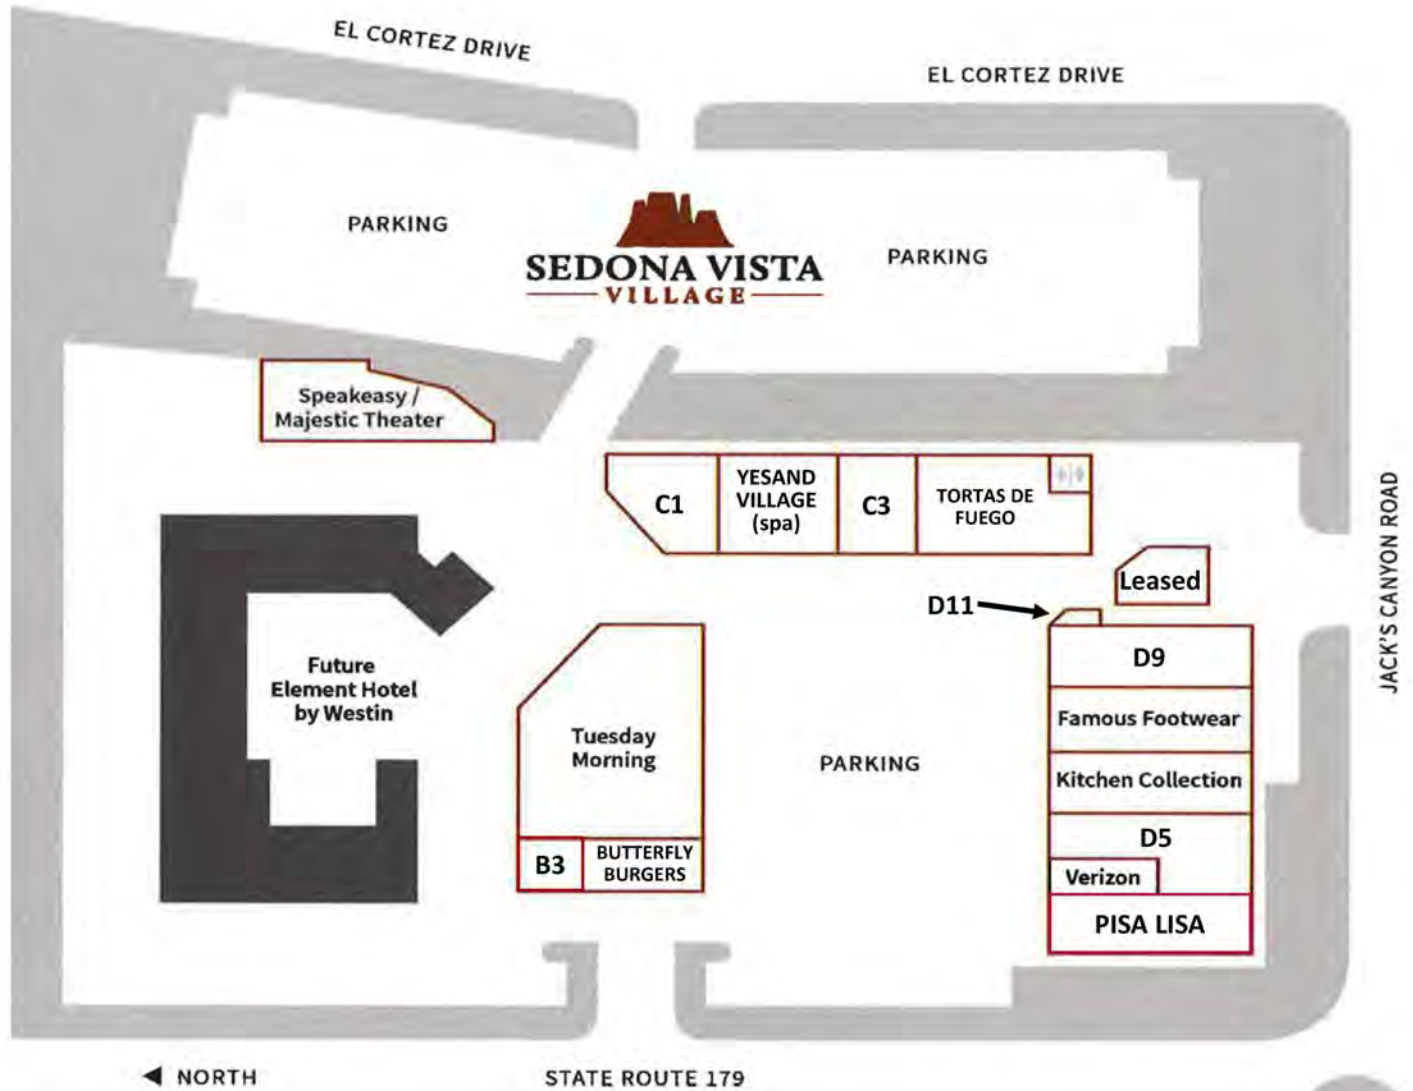 EL CORTEZ DRIVE
EL CORTEZ DRIVE
PARKING
SEDONA VISTA
VILLAGE
PARKING
Speakeasy /
Majestic Theater
C1
YESAND
VILLAGE
(spa)
C3
TORTAS DE
FUEGO
JACK'S CANYON ROAD
Leased
D11
D9
Future
Element Hotel
by Westin
Famous Footwear
Tuesday
Morning
PARKING
Kitchen Collection
D5
B3
BUTTERFLY
BURGERS
Verizon
PISA LISA
NORTH
STATE ROUTE 179